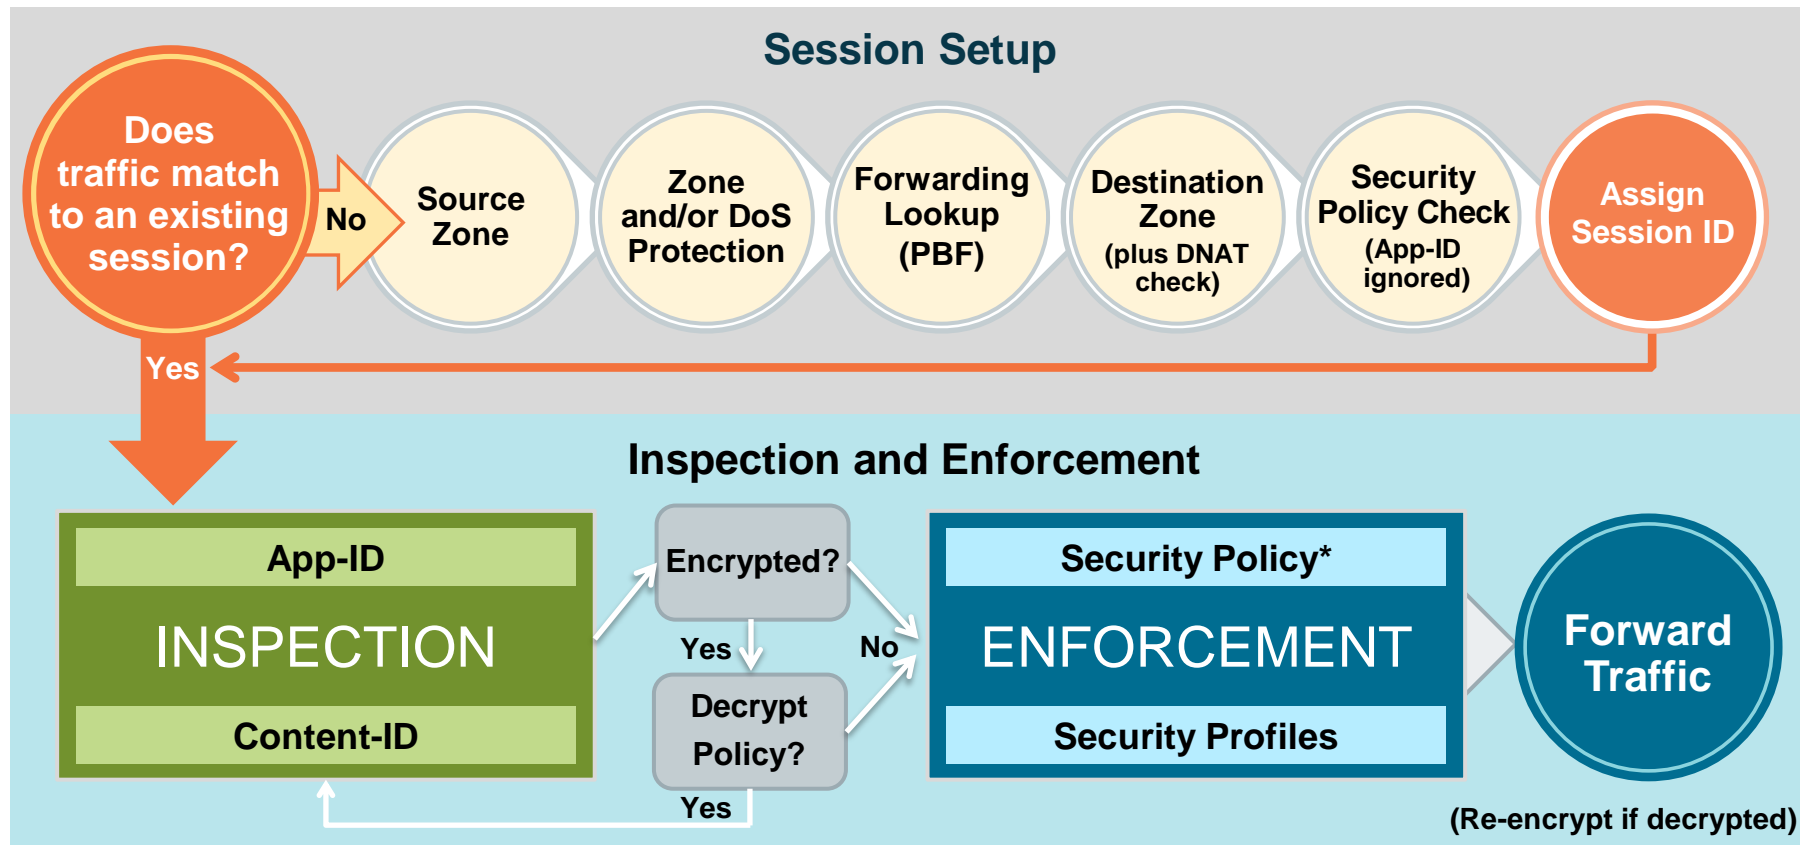 Session Setup
Does
traffic match
to an existing
session?
No
Source
Zone
Zone
and/or DoS
Protection
Forwarding
Lookup
(PBF)
Destination
Zone
(plus DNAT
check)
Security
Policy Check
(App-ID
ignored)
Assign
Session ID
Yes
Inspection and Enforcement
App-ID
INSPECTION
Content-ID
Encrypted?
Yes
No
Decrypt
Policy?
Yes
Security Policy*
ENFORCEMENT
Security Profiles
Forward
Traffic
(Re-encrypt if decrypted)